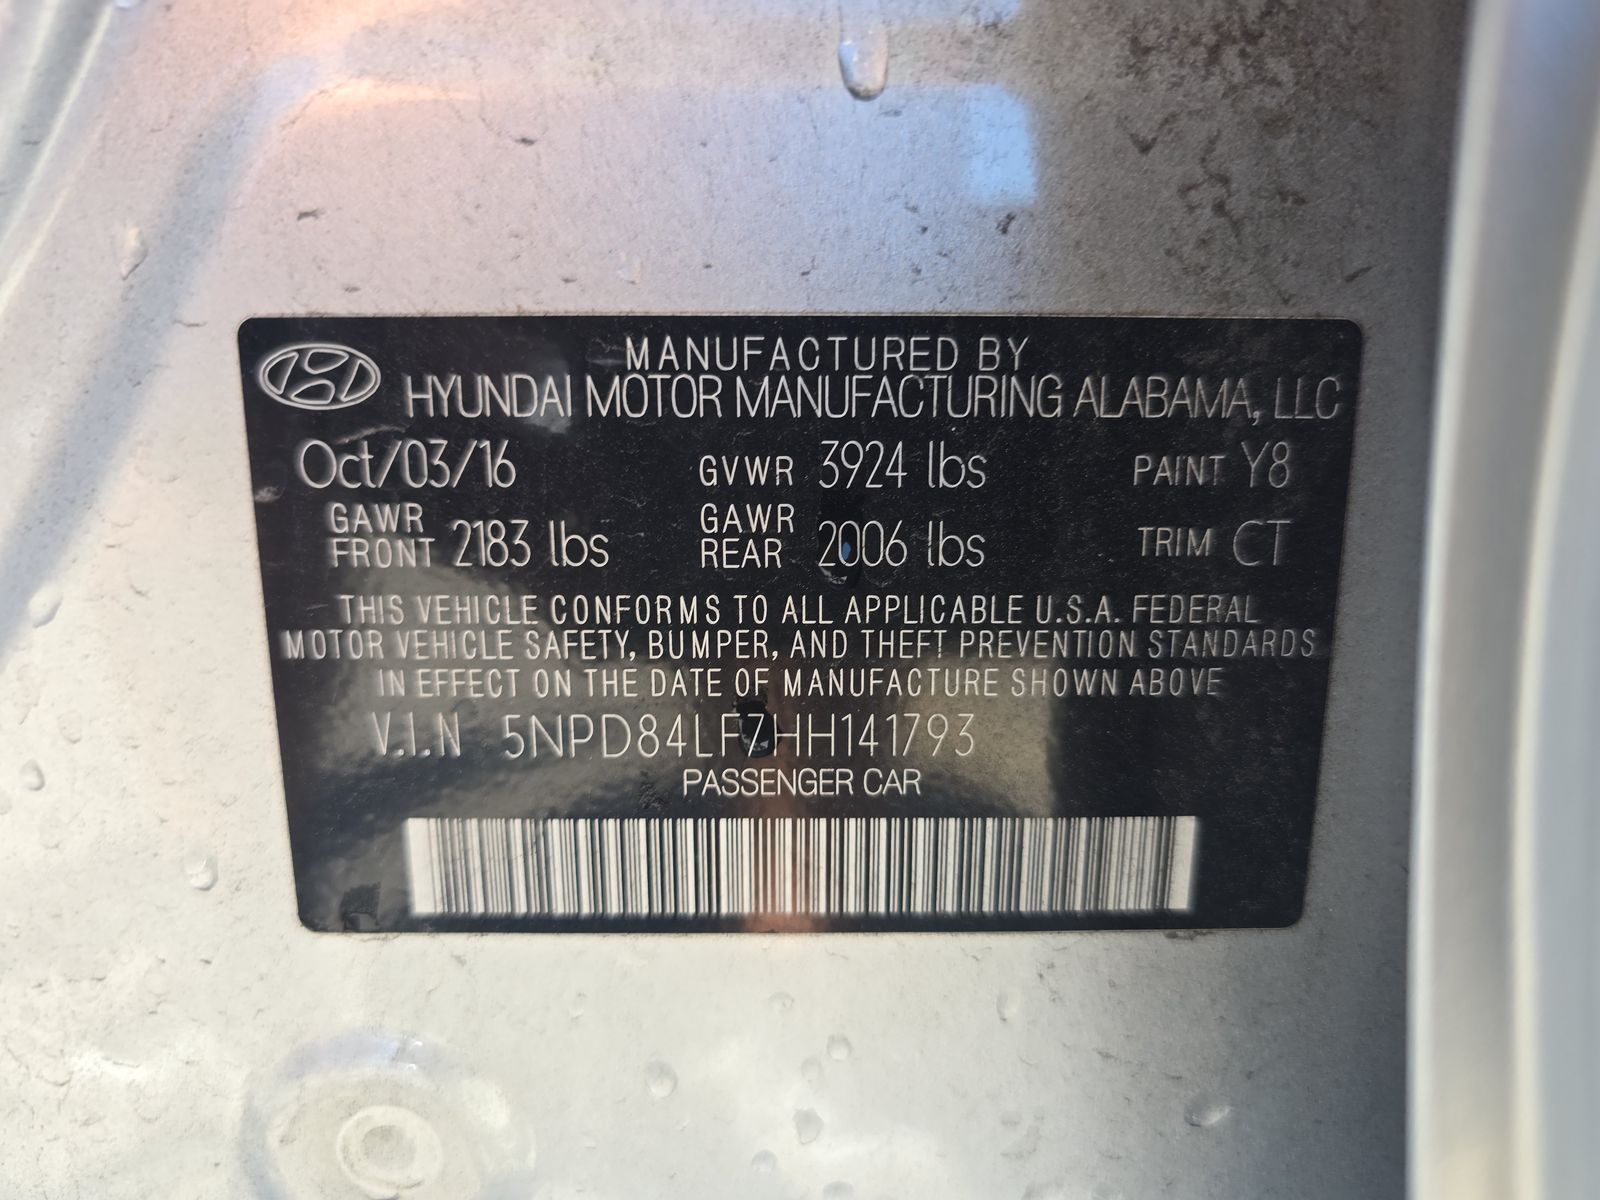 MANUFACTURED BY
HYUNDAI MOTOR MANUFACTURING ALABAMA, LLC
Oct/03/16 GVWR 3924 lbs PAINT Y8
GAWR FRONT 2183 lbs GAWR REAR 2006 lbs TRIM CT
THIS VEHICLE CONFORMS TO ALL APPLICABLE U.S.A. FEDERAL
MOTOR VEHICLE SAFETY, BUMPER, AND THEFT PREVENTION STANDARDS
IN EFFECT ON THE DATE OF MANUFACTURE SHOWN ABOVE
V.I.N 5NPD84LF7HH141793
PASSENGER CAR